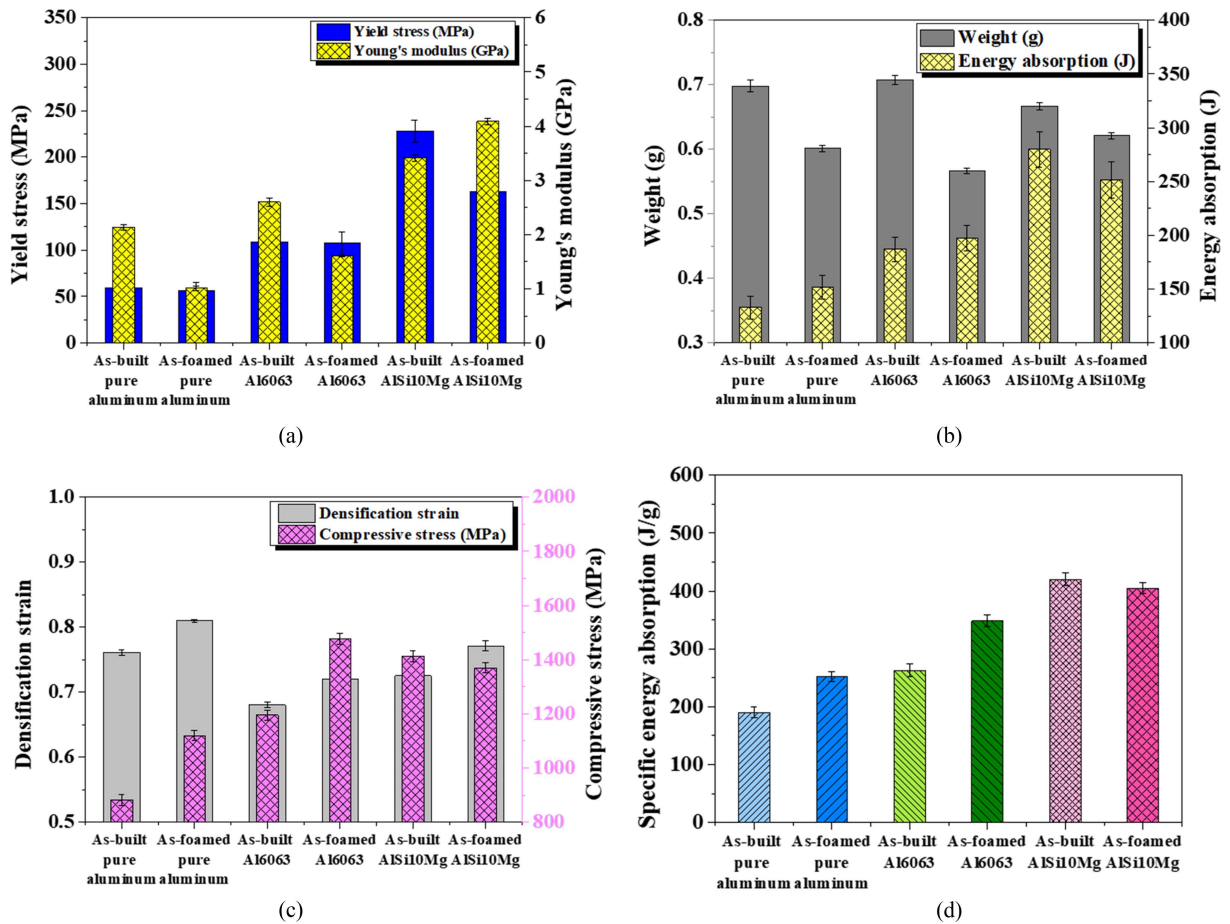 350
300
250
200
150
100
50
0
Yield stress (MPa)
Yield stress (MPa)
Young's modulus (GPa)
6
5
4
3
2
1
0
Young's modulus (GPa)
As-built As-foamed As-built As-foamed As-built As-foamed
pure pure Al6063 Al6063 AlSi10Mg AlSi10Mg
aluminum aluminum
(a)
0.8
0.7
0.6
0.5
0.4
0.3
Weight (g)
Weight (g)
Energy absorption (J)
400
350
300
250
200
150
100
Energy absorption (J)
As-built As-foamed As-built As-foamed As-built As-foamed
pure pure Al6063 Al6063 AlSi10Mg AlSi10Mg
aluminum aluminum
(b)
1.0
0.9
0.8
0.7
0.6
0.5
Densification strain
Densification strain
Compressive stress (MPa)
2000
1800
1600
1400
1200
1000
800
Compressive stress (MPa)
As-built As-foamed As-built As-foamed As-built As-foamed
pure pure Al6063 Al6063 AlSi10Mg AlSi10Mg
aluminum aluminum
(c)
600
500
400
300
200
100
0
Specific energy absorption (J/g)
As-built As-foamed As-built As-foamed As-built As-foamed
pure pure Al6063 Al6063 AlSi10Mg AlSi10Mg
aluminum aluminum
(d)